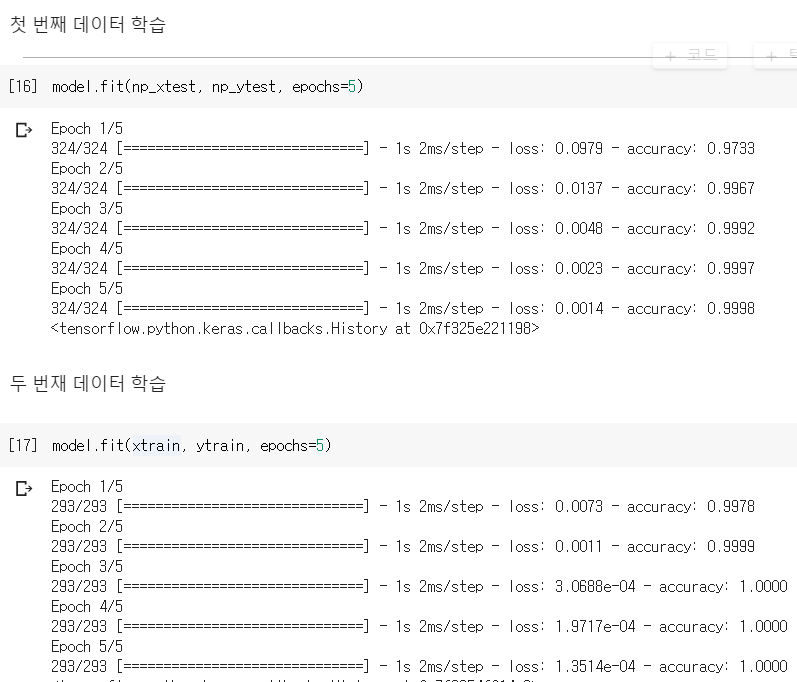 첫 번째 데이터 학습
+ 코드
+
[16] model.fit(np_xtest, np_ytest, epochs=5)
Epoch 1/5
324/324 [==============================] - 1s 2ms/step - loss: 0.0979 - accuracy: 0.9733
Epoch 2/5
324/324 [==============================] - 1s 2ms/step - loss: 0.0137 - accuracy: 0.9967
Epoch 3/5
324/324 [==============================] - 1s 2ms/step - loss: 0.0048 - accuracy: 0.9992
Epoch 4/5
324/324 [==============================] - 1s 2ms/step - loss: 0.0023 - accuracy: 0.9997
Epoch 5/5
324/324 [==============================] - 1s 2ms/step - loss: 0.0014 - accuracy: 0.9998
<tensorflow.python.keras.callbacks.History at 0x7f325e221198>
두 번재 데이터 학습
[17] model.fit(xtrain, ytrain, epochs=5)
Epoch 1/5
293/293 [==============================] - 1s 2ms/step - loss: 0.0073 - accuracy: 0.9978
Epoch 2/5
293/293 [==============================] - 1s 2ms/step - loss: 0.0011 - accuracy: 0.9999
Epoch 3/5
293/293 [==============================] - 1s 2ms/step - loss: 3.0688e-04 - accuracy: 1.0000
Epoch 4/5
293/293 [==============================] - 1s 2ms/step - loss: 1.9717e-04 - accuracy: 1.0000
Epoch 5/5
293/293 [==============================] - 1s 2ms/step - loss: 1.3514e-04 - accuracy: 1.0000